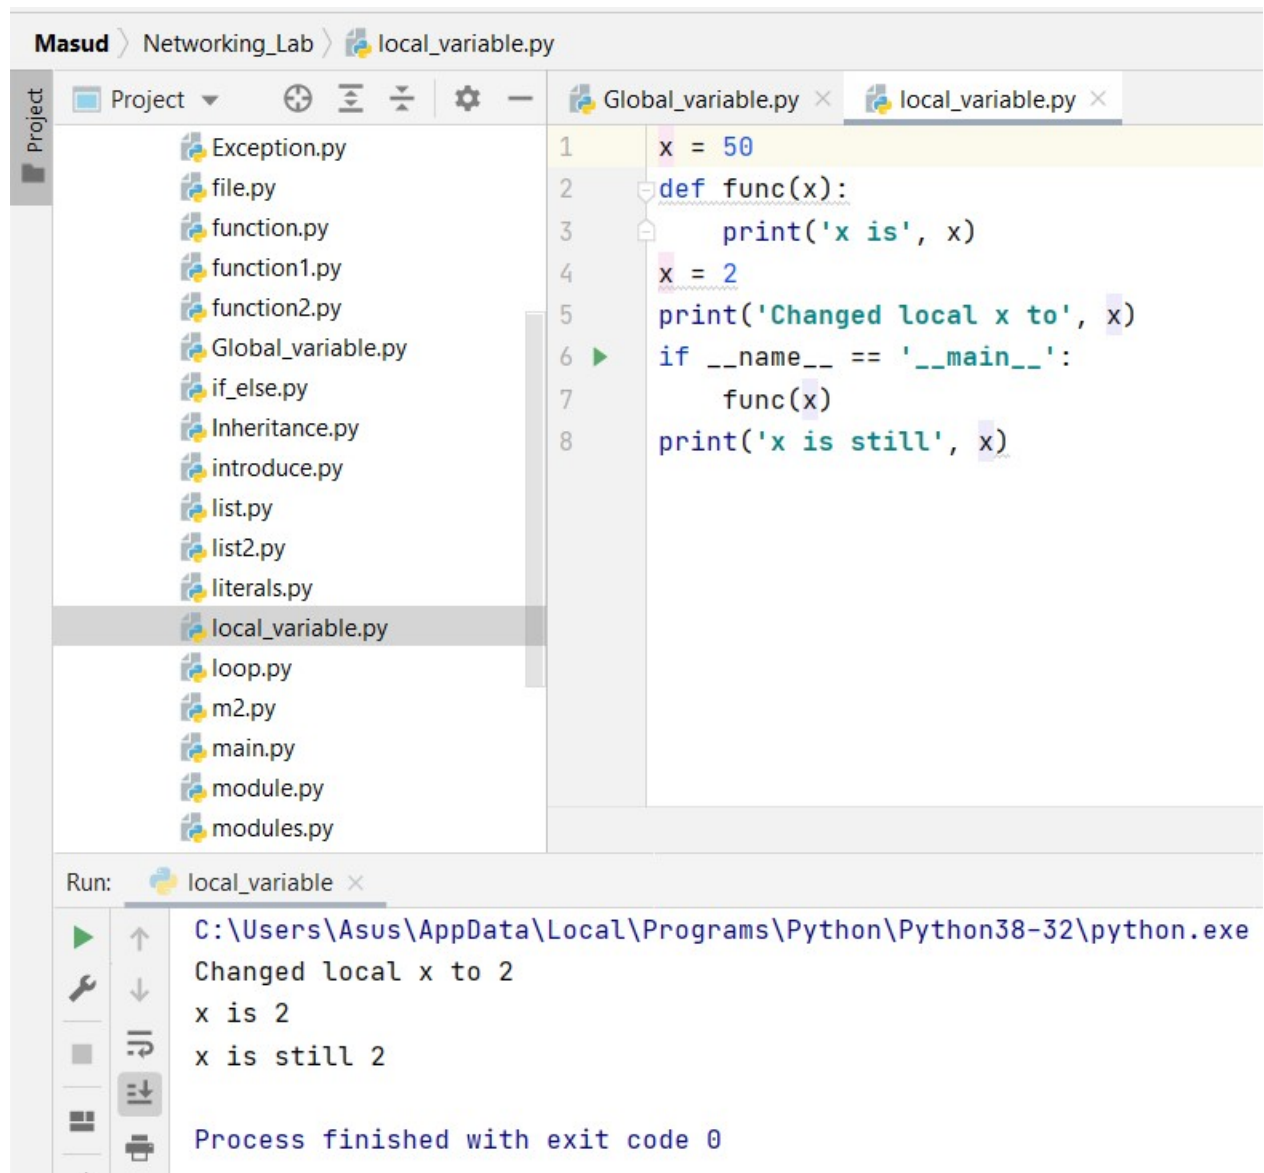 Masud Networking_Lab local_variable.py
Project
Project
Exception.py
file.py
function.py
function1.py
function2.py
Global_variable.py
if_else.py
Inheritance.py
introduce.py
list.py
list2.py
literals.py
local_variable.py
loop.py
m2.py
main.py
module.py
modules.py
Global_variable.py local_variable.py
1 x = 50
2 def func(x):
3 print('x is', x)
4 x = 2
5 print('Changed local x to', x)
6 if __name__ == '__main__':
7 func(x)
8 print('x is still', x)
Run: local_variable
C:\Users\Asus\AppData\Local\Programs\Python\Python38-32\python.exe
Changed local x to 2
x is 2
x is still 2
Process finished with exit code 0